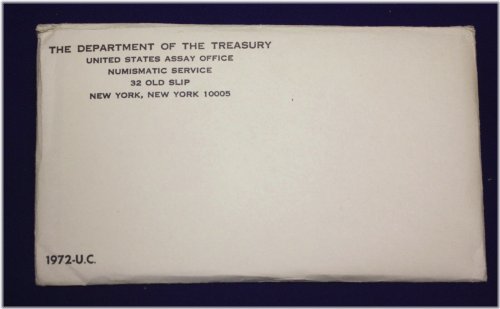 THE DEPARTMENT OF THE TREASURY
UNITED STATES ASSAY OFFICE
NUMISMATIC SERVICE
32 OLD SLIP
NEW YORK, NEW YORK 10005
1972-U.C.